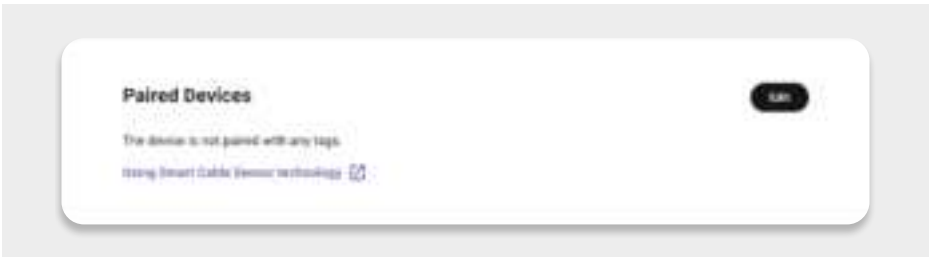 Paired Devices
Edit
The device is not paired with any tags.
Using Smart Cable Sensor technology